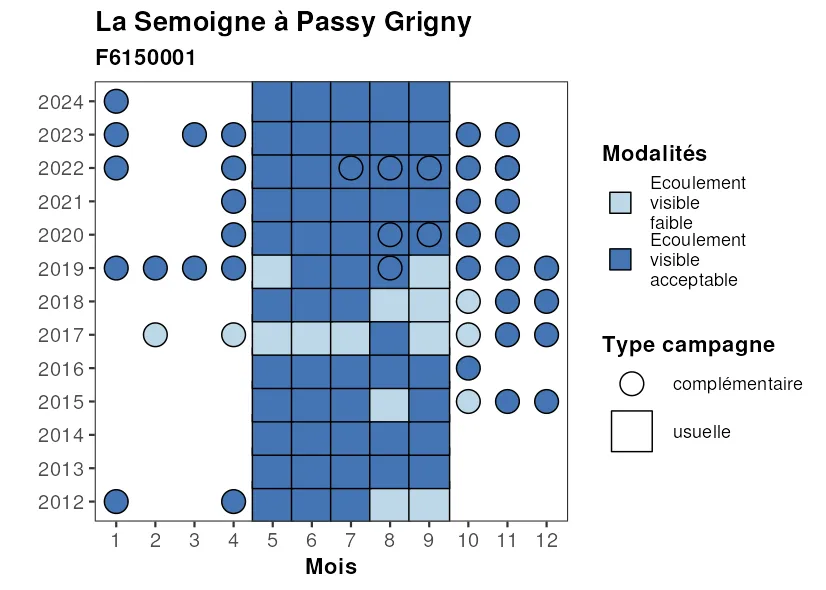 La Semoigne à Passy Grigny
F6150001
2024
2023
2022
2021
2020
2019
2018
2017
2016
2015
2014
2013
2012
1 2 3 4 5 6 7 8 9 10 11 12
Mois
Modalités
Ecoulement
visible
faible
Ecoulement
visible
acceptable
Type campagne
complémentaire
usuelle